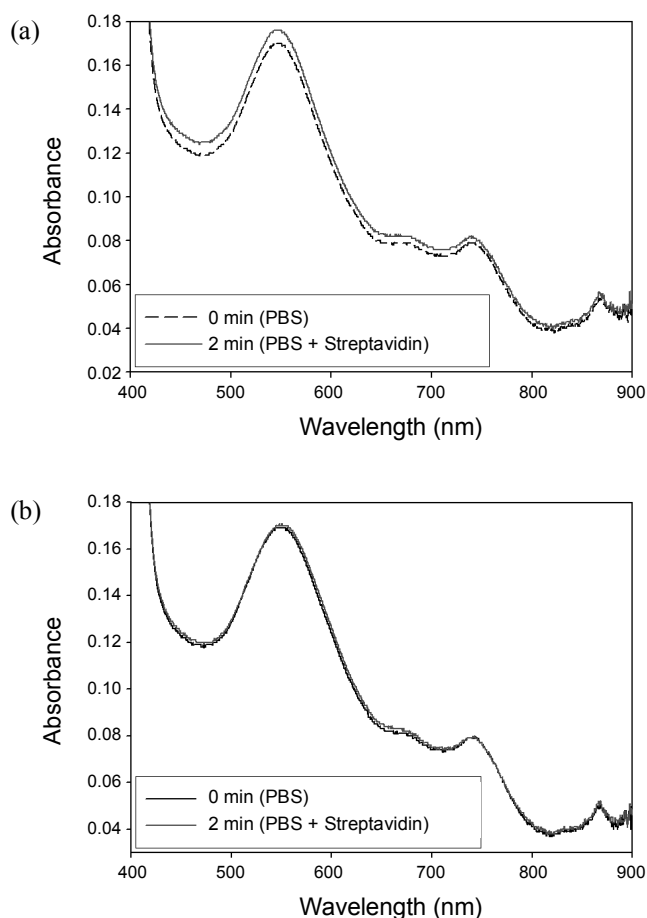 (a)
0.18
0.16
0.14
0.12
0.10
0.08
0.06
0.04
0.02
Absorbance
0 min (PBS)
2 min (PBS + Streptavidin)
400 500 600 700 800 900
Wavelength (nm)
(b)
0.18
0.16
0.14
0.12
0.10
0.08
0.06
0.04
Absorbance
0 min (PBS)
2 min (PBS + Streptavidin)
400 500 600 700 800 900
Wavelength (nm)